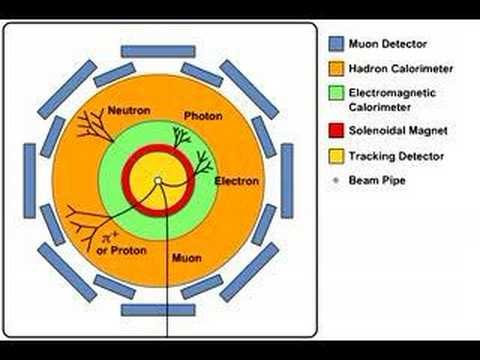 Neutron
Photon
Electron
π+
or Proton
Muon
Muon Detector
Hadron Calorimeter
Electromagnetic
Calorimeter
Solenoidal Magnet
Tracking Detector
Beam Pipe